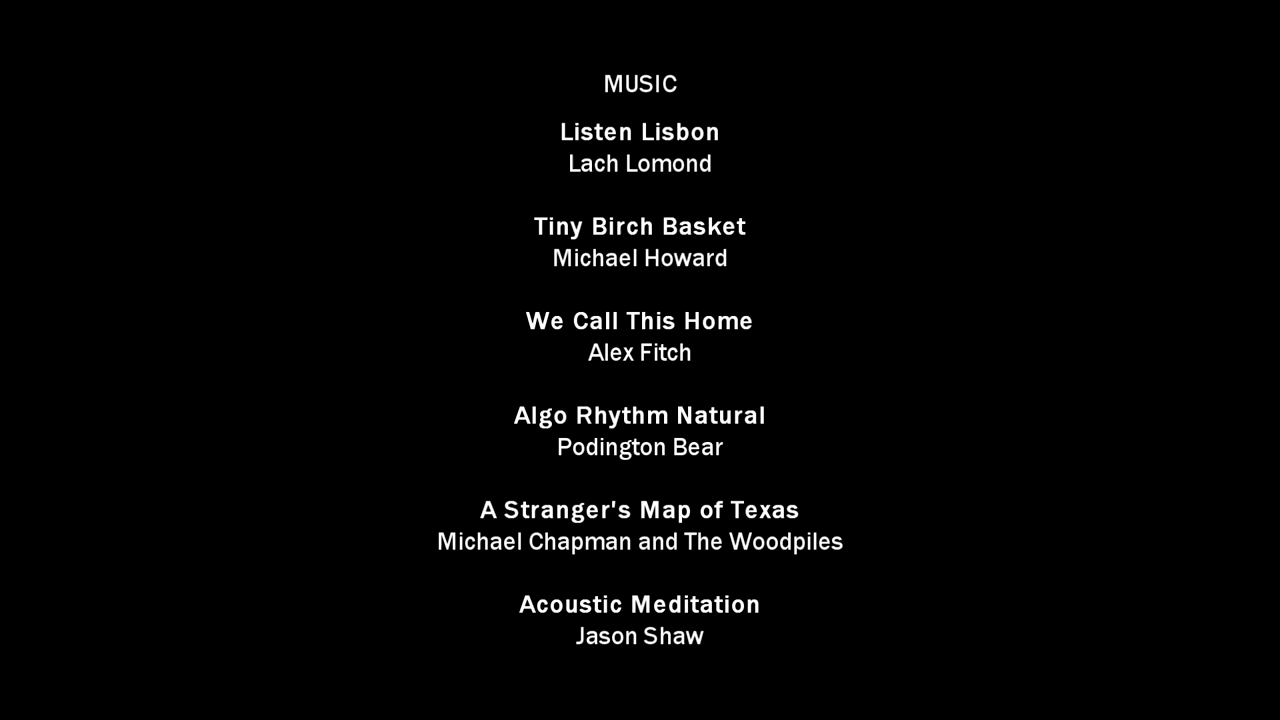 MUSIC
Listen Lisbon
Lach Lomond
Tiny Birch Basket
Michael Howard
We Call This Home
Alex Fitch
Algo Rhythm Natural
Podington Bear
A Stranger's Map of Texas
Michael Chapman and The Woodpiles
Acoustic Meditation
Jason Shaw